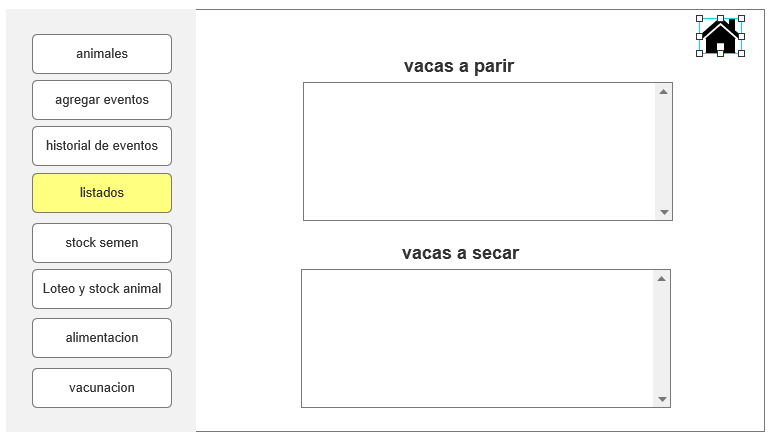 animales
agregar eventos
historial de eventos
listados
stock semen
Loteo y stock animal
alimentacion
vacunacion
vacas a parir
vacas a secar